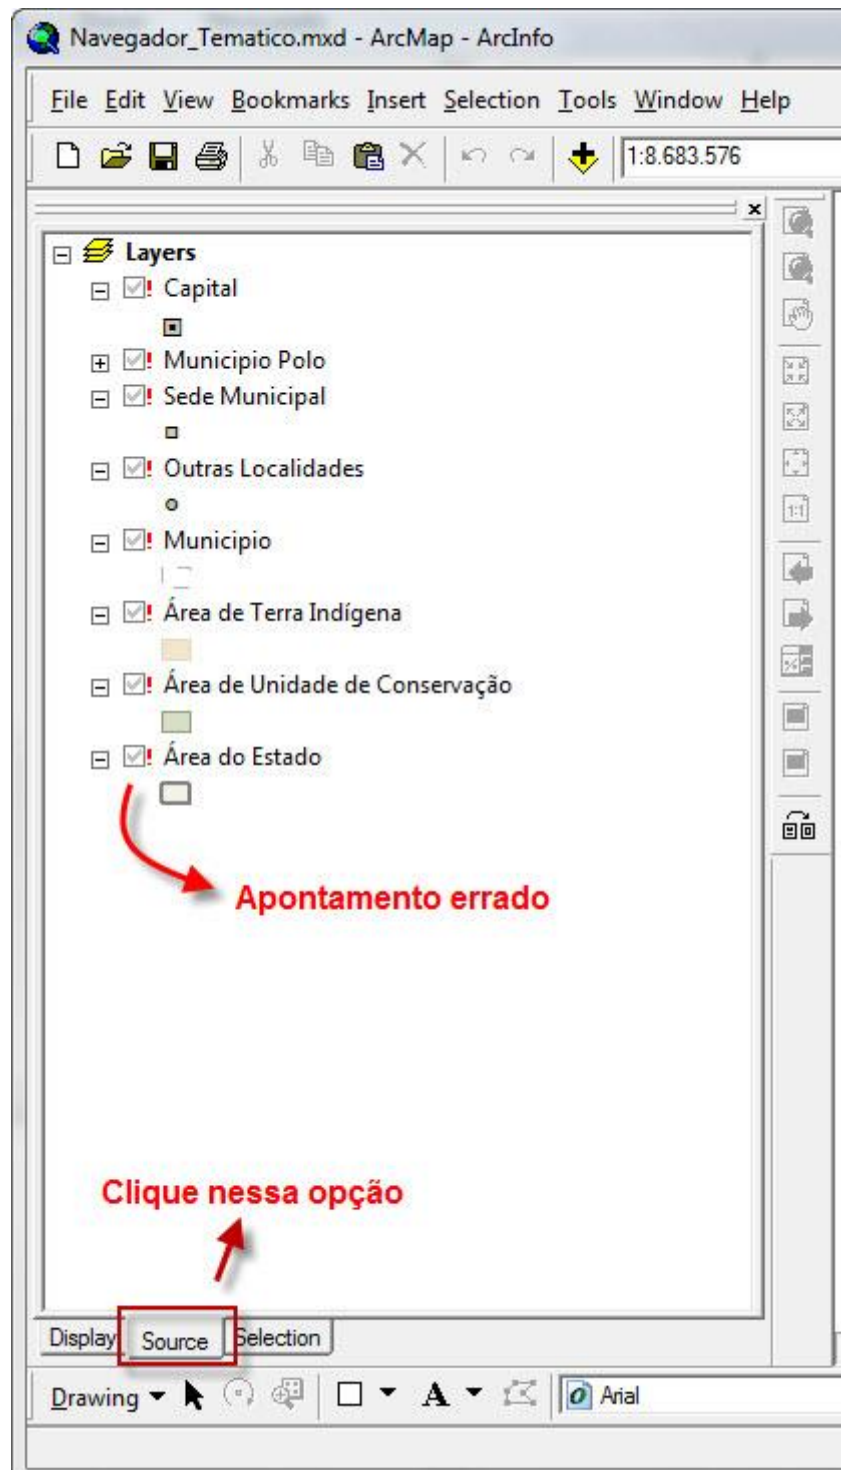 Navegador_Tematico.mxd - ArcMap - ArcInfo
File Edit View Bookmarks Insert Selection Tools Window Help
1:8.683.576
Layers
Capital
Municipio Polo
Sede Municipal
Outras Localidades
Municipio
Área de Terra Indígena
Área de Unidade de Conservação
Área do Estado
Apontamento errado
Clique nessa opção
Display Source Selection
Drawing A Arial